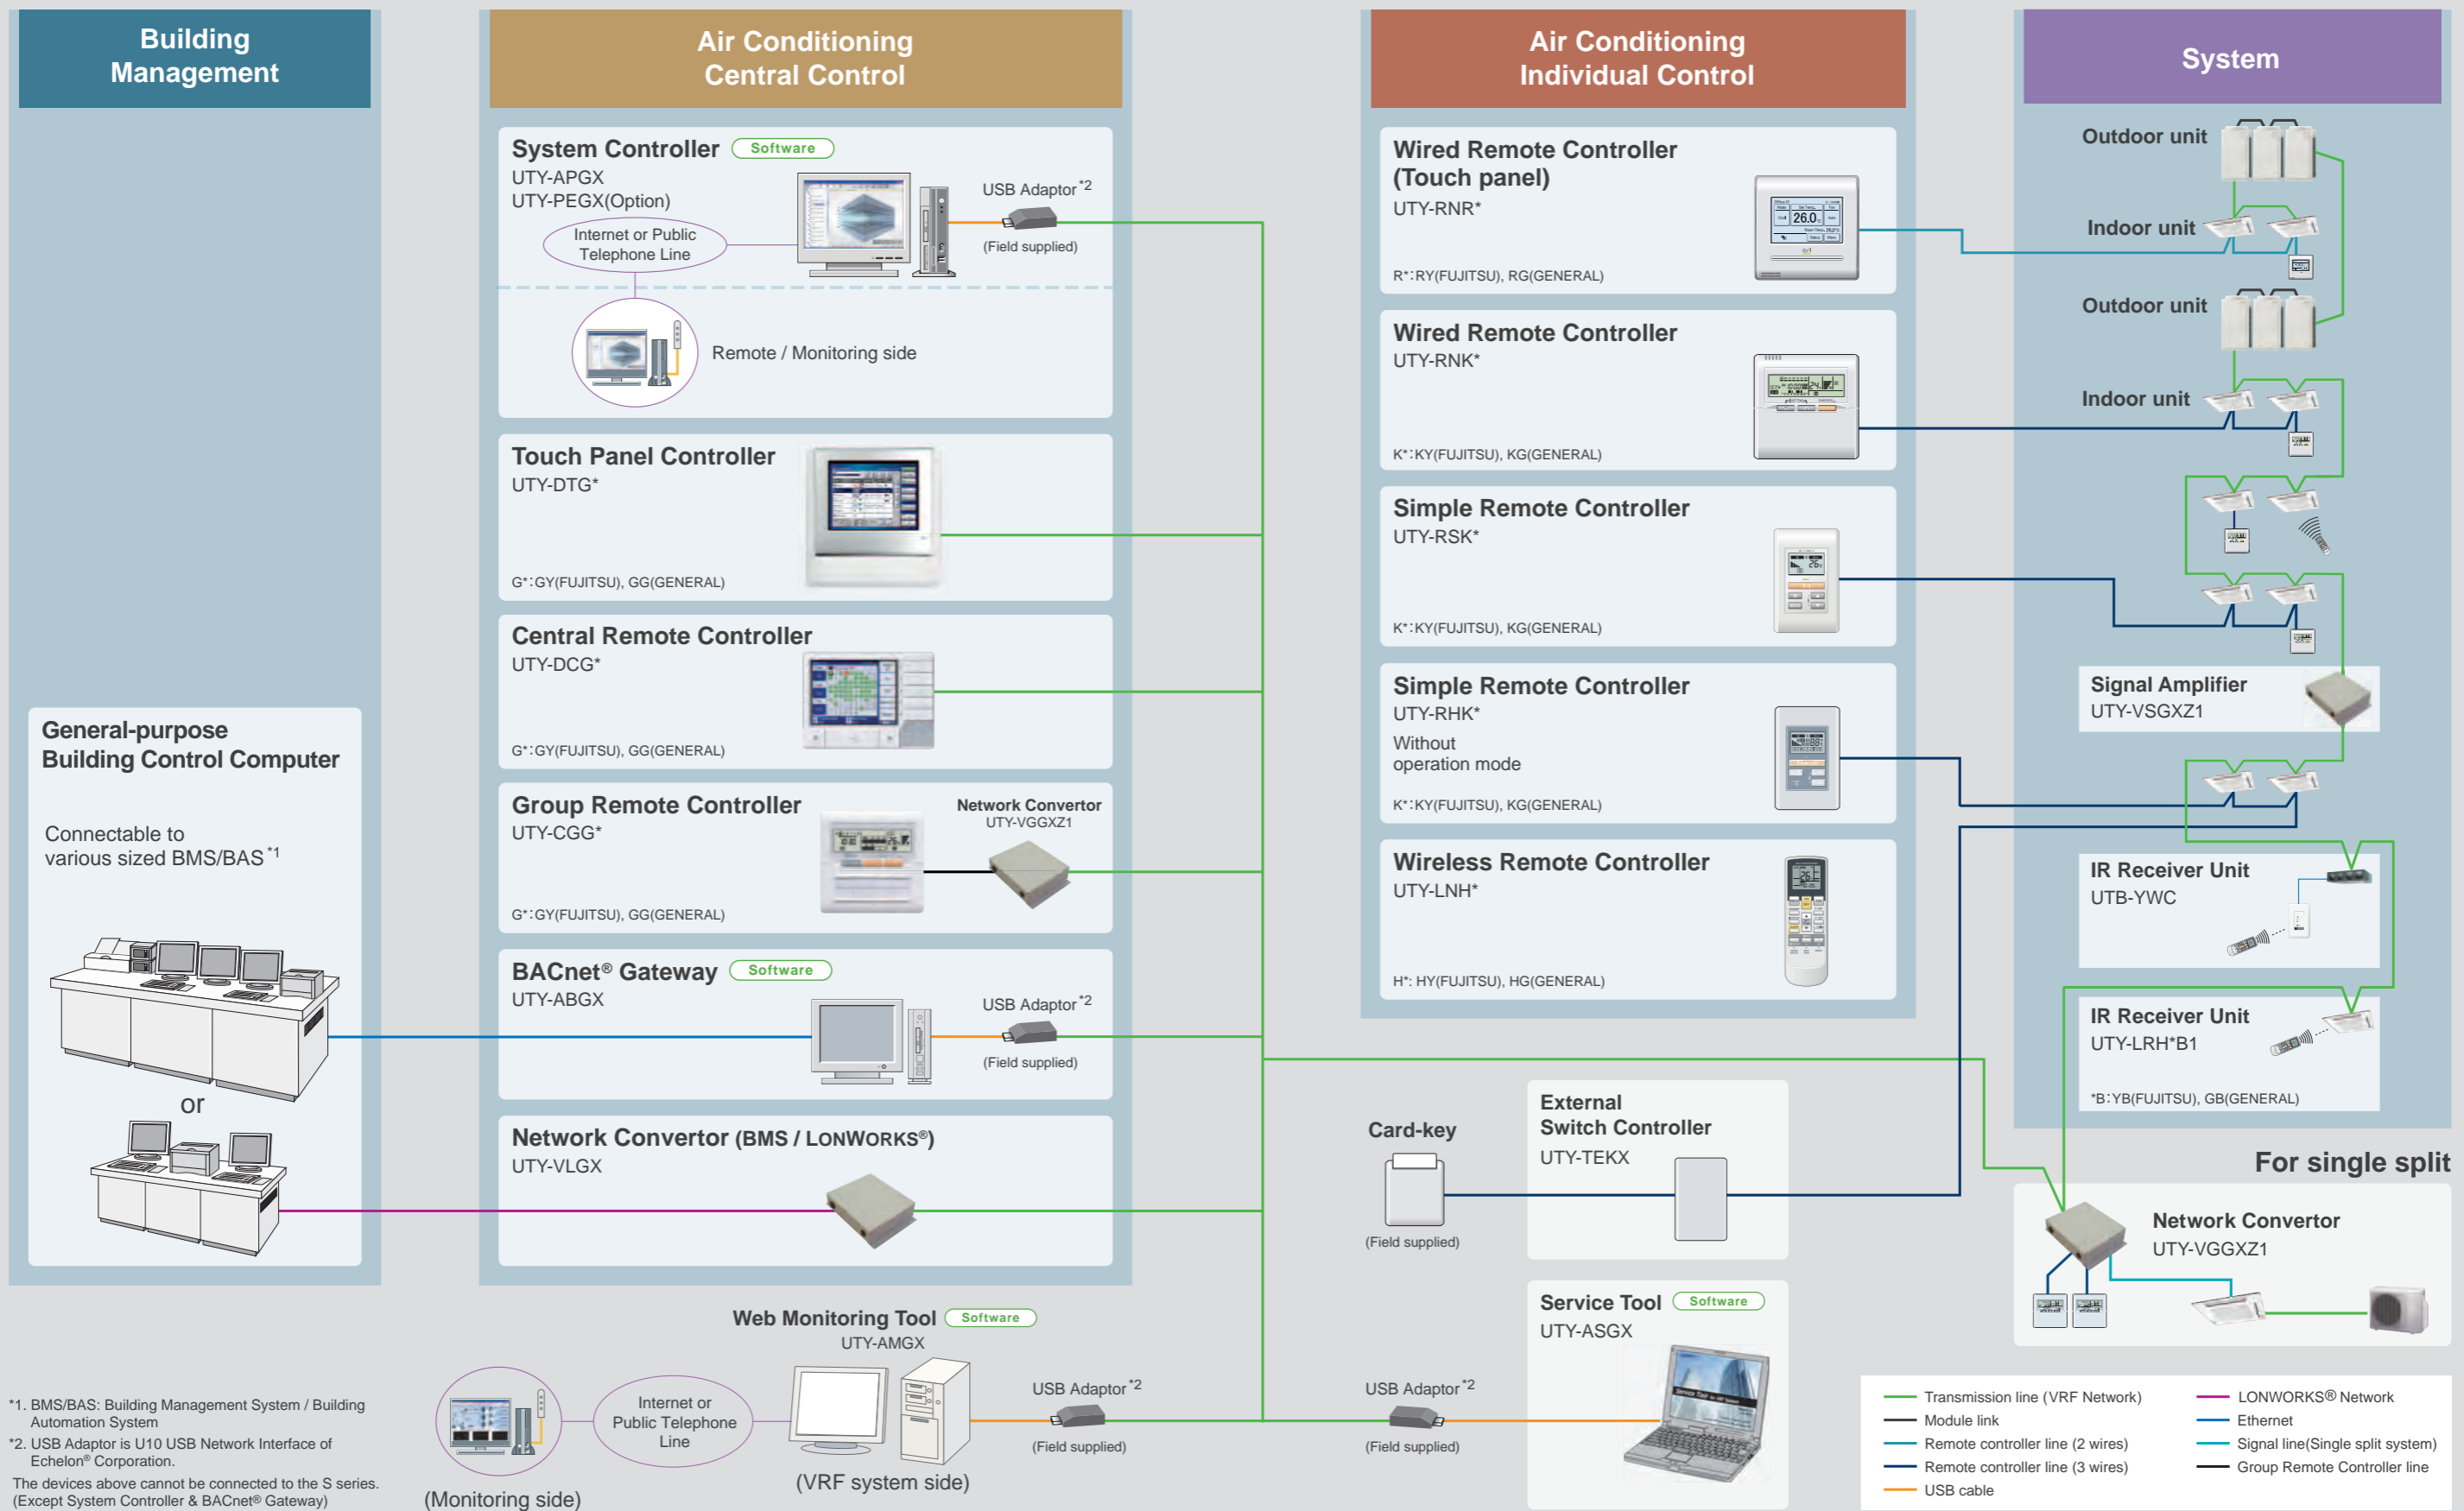 Building
Management
General-purpose
Building Control Computer
Connectable to
various sized BMS/BAS *1
or
Air Conditioning
Central Control
System Controller Software
UTY-APGX
UTY-PEGX(Option)
Internet or Public
Telephone Line
USB Adaptor*2
(Field supplied)
Remote / Monitoring side
Touch Panel Controller
UTY-DTG*
G*:GY(FUJITSU), GG(GENERAL)
Central Remote Controller
UTY-DCG*
G*:GY(FUJITSU), GG(GENERAL)
Group Remote Controller
UTY-CGG*
Network Convertor
UTY-VGGXZ1
G*:GY(FUJITSU), GG(GENERAL)
BACnet® Gateway Software
UTY-ABGX
USB Adaptor*2
(Field supplied)
Network Convertor (BMS / LONWORKS®)
UTY-VLGX
Air Conditioning
Individual Control
Wired Remote Controller
(Touch panel)
UTY-RNR*
26.0
R*:RY(FUJITSU), RG(GENERAL)
Wired Remote Controller
UTY-RNK*
K*:KY(FUJITSU), KG(GENERAL)
Simple Remote Controller
UTY-RSK*
K*:KY(FUJITSU), KG(GENERAL)
Simple Remote Controller
UTY-RHK*
Without
operation mode
K*:KY(FUJITSU), KG(GENERAL)
Wireless Remote Controller
UTY-LNH*
H*: HY(FUJITSU), HG(GENERAL)
System
Outdoor unit
Indoor unit
Outdoor unit
Indoor unit
Signal Amplifier
UTY-VSGXZ1
IR Receiver Unit
UTB-YWC
IR Receiver Unit
UTY-LRH*B1
*B:YB(FUJITSU), GB(GENERAL)
Card-key
(Field supplied)
External
Switch Controller
UTY-TEKX
For single split
Network Convertor
UTY-VGGXZ1
Web Monitoring Tool Software
UTY-AMGX
Internet or
Public Telephone
Line
(Monitoring side)
(VRF system side)
USB Adaptor*2
(Field supplied)
USB Adaptor*2
(Field supplied)
Service Tool Software
UTY-ASGX
Service Tool
*1. BMS/BAS: Building Management System / Building
Automation System
*2. USB Adaptor is U10 USB Network Interface of
Echelon® Corporation.
The devices above cannot be connected to the S series.
(Except System Controller & BACnet® Gateway)
Transmission line (VRF Network)
Module link
Remote controller line (2 wires)
Remote controller line (3 wires)
USB cable
LONWORKS® Network
Ethernet
Signal line(Single split system)
Group Remote Controller line